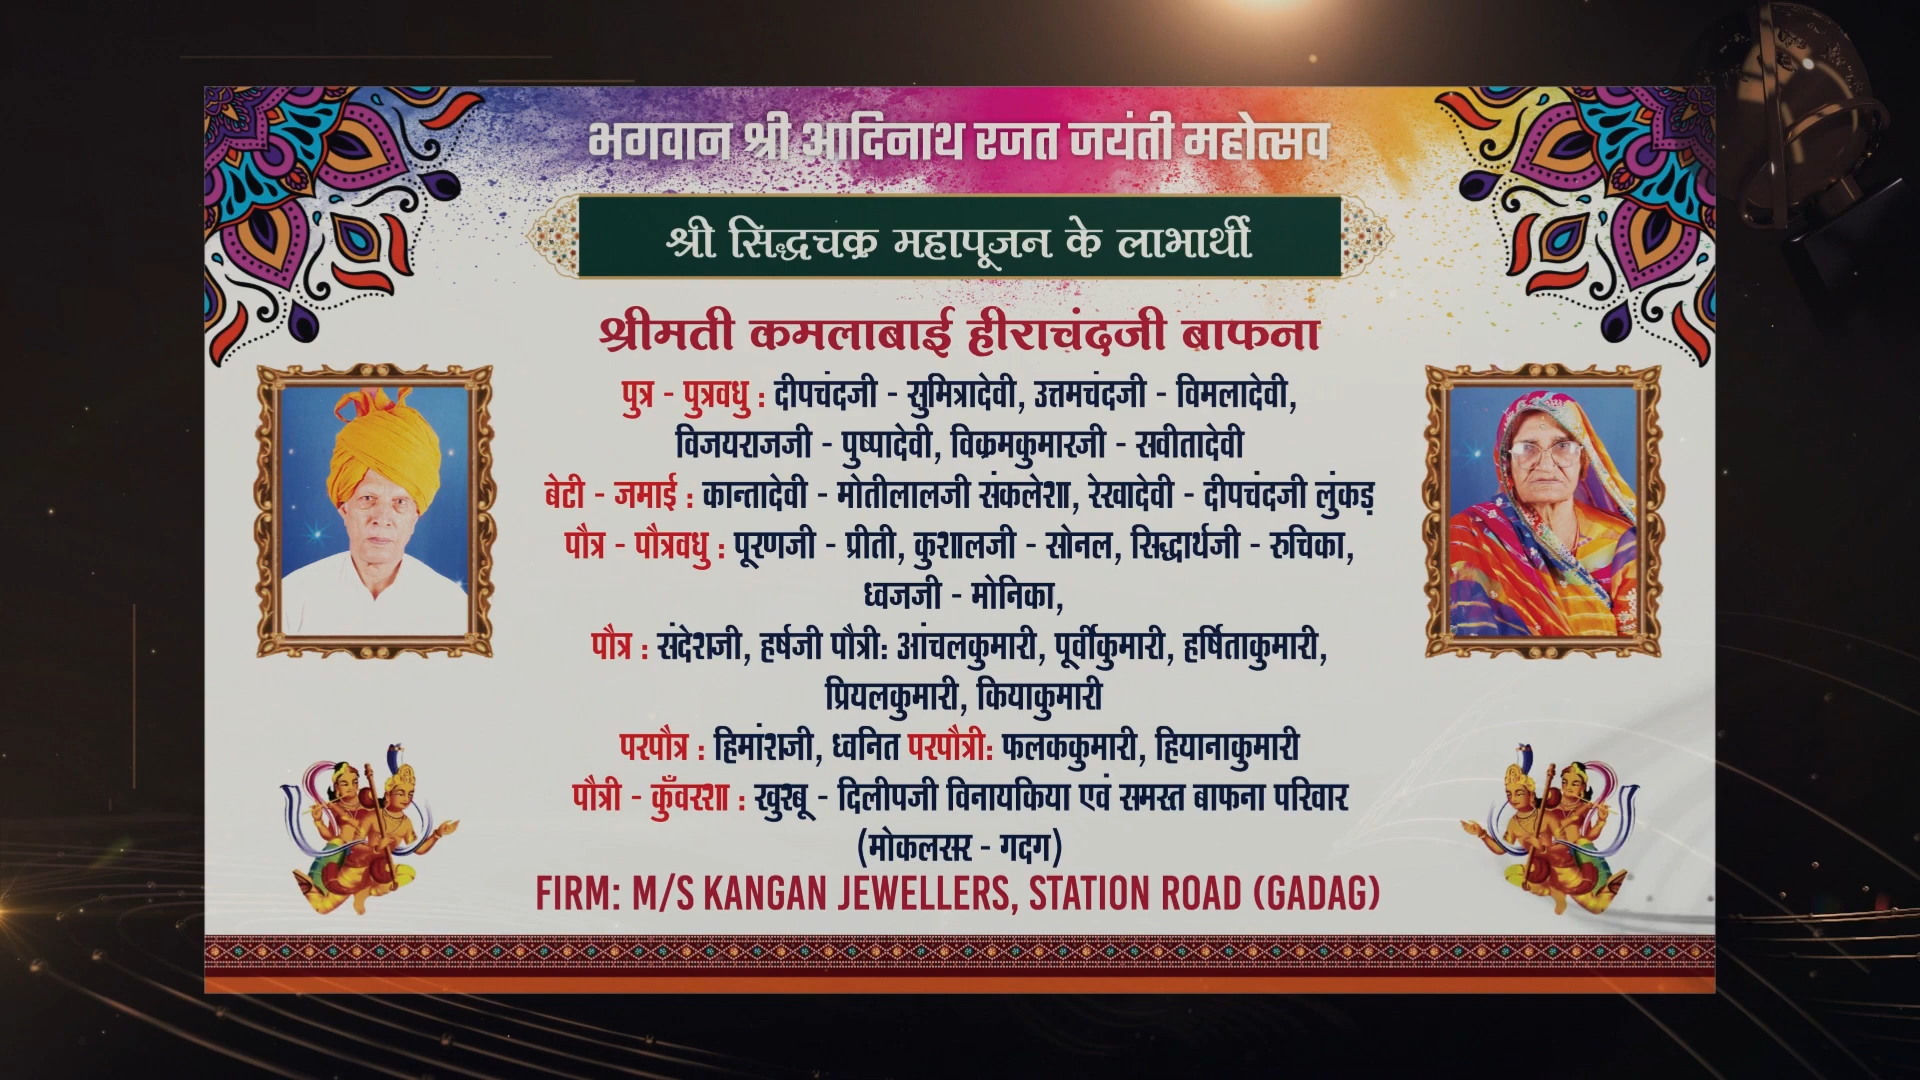 भगवान श्री आदिनाथ रजत जयंती महोत्सव
श्री सिद्धचक्र महापूजन के लाभार्थी
श्रीमती कमलाबाई हीराचंदजी बाफना
पुत्र - पुत्रवधु : दीपचंदजी - सुमित्रादेवी, उत्तमचंदजी - विमलादेवी,
विजयराजजी - पुष्पादेवी, विक्रमकुमारजी - सवीतादेवी
बेटी - जमाई : कान्तादेवी - मोतीलालजी संकलेशा, रेखादेवी - दीपचंदजी लुंकड़
पौत्र - पौत्रवधु : पूरणजी - प्रीती, कुशालजी - सोनल, सिद्धार्थजी - रुचिका,
ध्वजजी - मोनिका,
पौत्र : संदेशजी, हर्षजी पौत्री: आंचलकुमारी, पूर्वीकुमारी, हर्षिताकुमारी,
प्रियलकुमारी, कियाकुमारी
परपौत्र : हिमांशजी, ध्वनित परपौत्री: फलककुमारी, हियानाकुमारी
पौत्री - कुँवरशा : खुश्बू - दिलीपजी विनायकिया एवं समस्त बाफना परिवार
(मोकलसर - गदग)
FIRM: M/S KANGAN JEWELLERS, STATION ROAD (GADAG)